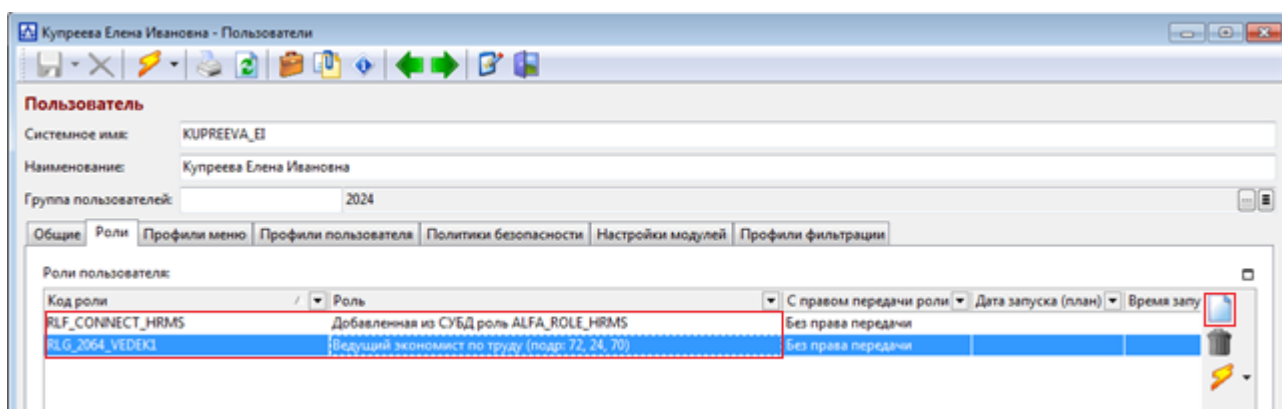 Купреева Елена Ивановна - Пользователи
Пользователь
Системное имя: KUPREEVA_EI
Наименование: Купреева Елена Ивановна
Группа пользователей: 2024
Общие Роли Профили меню Профили пользователя Политики безопасности Настройки модулей Профили фильтрации
Роли пользователя:
Код роли Роль С правом передачи роли Дата запуска (план) Время запу
RLF_CONNECT_HRMS Добавленная из СУБД роль ALFA_ROLE_HRMS Без права передачи
RLG_2064_VEDEK1 Ведущий экономист по труду (подр: 72, 24, 70) Без права передачи